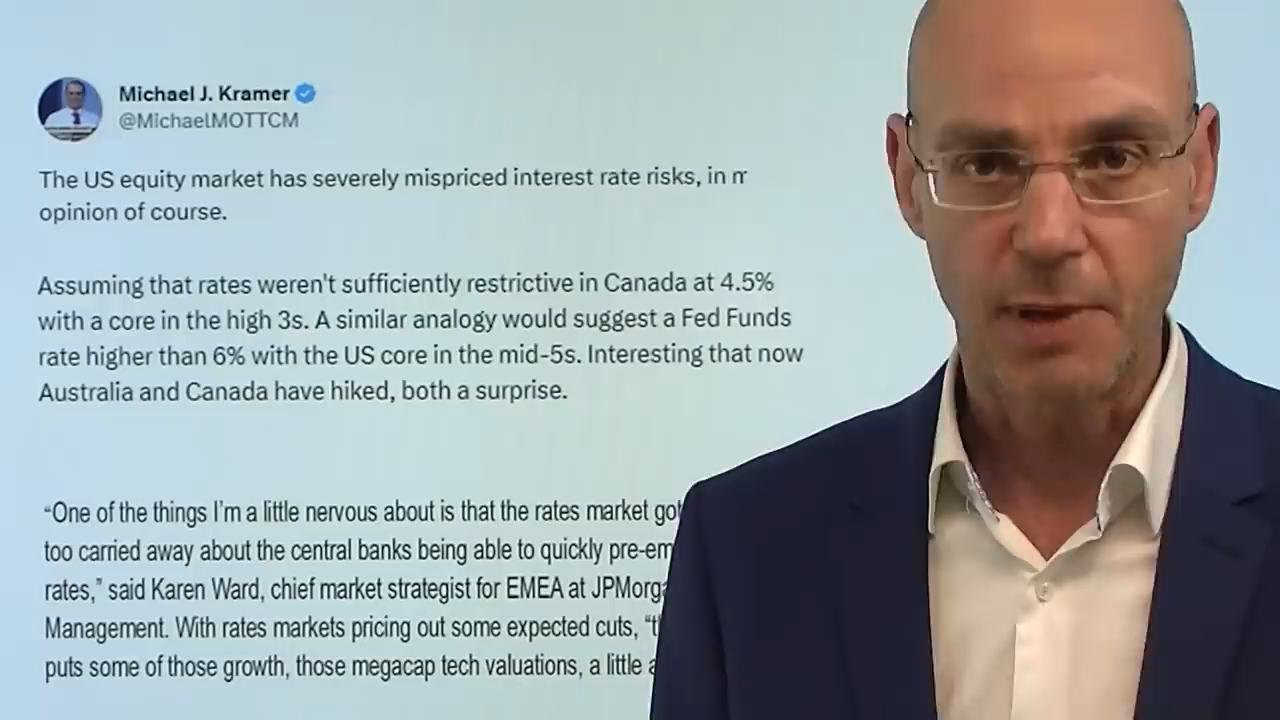 Michael J. Kramer
@MichaelMOTTCM
The US equity market has severely mispriced interest rate risks, in
opinion of course.
Assuming that rates weren't sufficiently restrictive in Canada at 4.5%
with a core in the high 3s. A similar analogy would suggest a Fed Funds
rate higher than 6% with the US core in the mid-5s. Interesting that now
Australia and Canada have hiked, both a surprise.
“One of the things I'm a little nervous about is that the rates market got
too carried away about the central banks being able to quickly
rates,” said Karen Ward, chief market strategist for EMEA at
Management. With rates markets pricing out some expected cuts,
puts some of those growth, those megacap tech valuations, a little